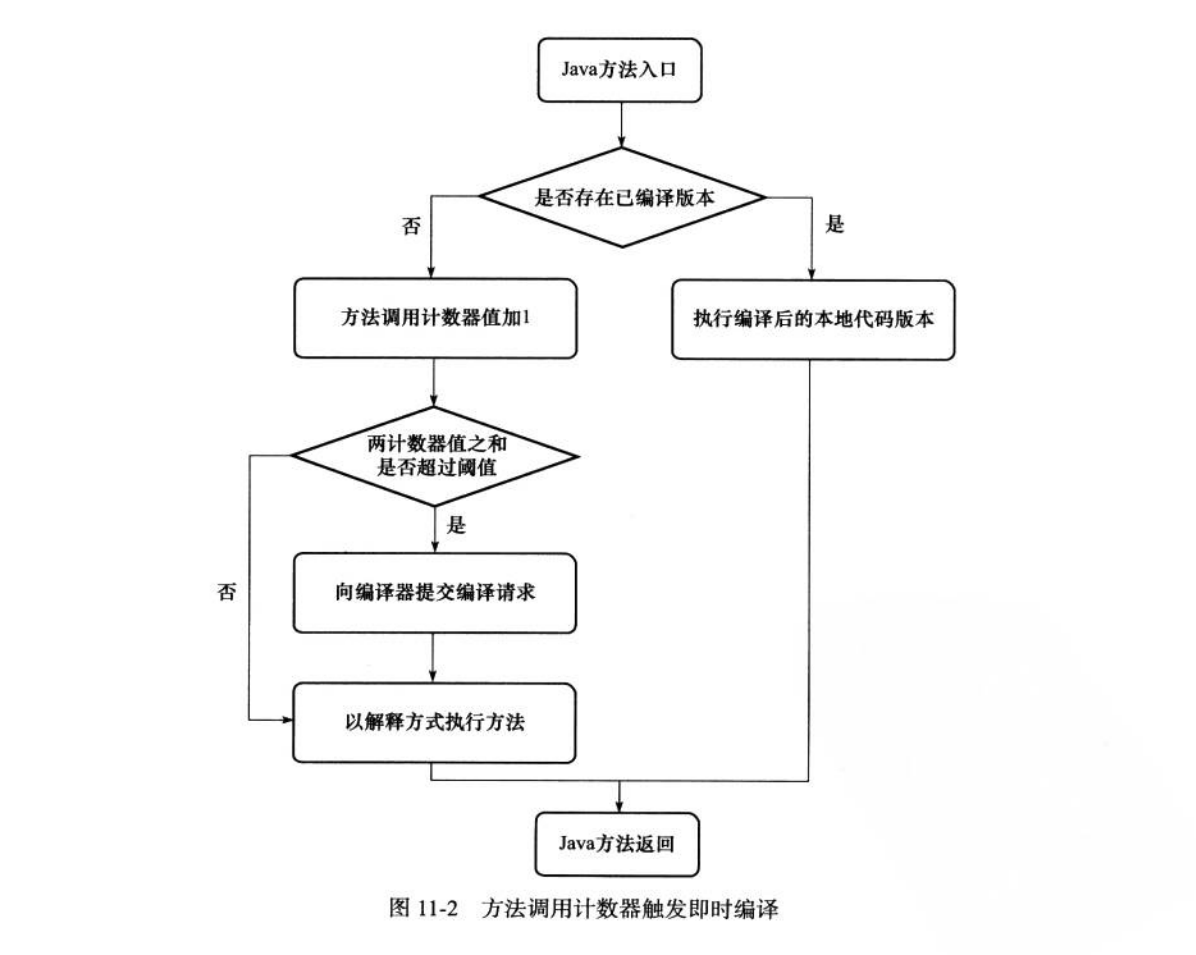 Java方法入口
是否存在已编译版本
否
是
方法调用计数器值加1
执行编译后的本地代码版本
两计数器值之和
是否超过阈值
是
向编译器提交编译请求
否
以解释方式执行方法
Java方法返回
图 11-2 方法调用计数器触发即时编译